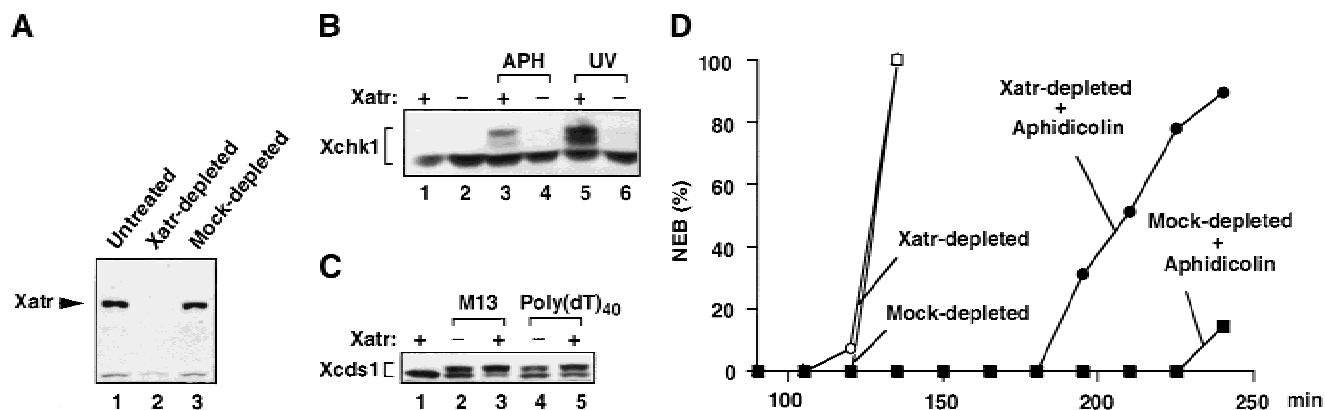 A
Untreated
Xatr-depleted
Mock-depleted
Xatr
1 2 3
B
APH UV
Xatr: + – + – + –
Xchk1
1 2 3 4 5 6
C
M13 Poly(dT)40
Xatr: + – + – +
Xcds1
1 2 3 4 5
D
NEB (%)
100
80
60
40
20
0
100 150 200 250 min
Xatr-depleted
+
Aphidicolin
Mock-depleted
+
Aphidicolin
Xatr-depleted
Mock-depleted